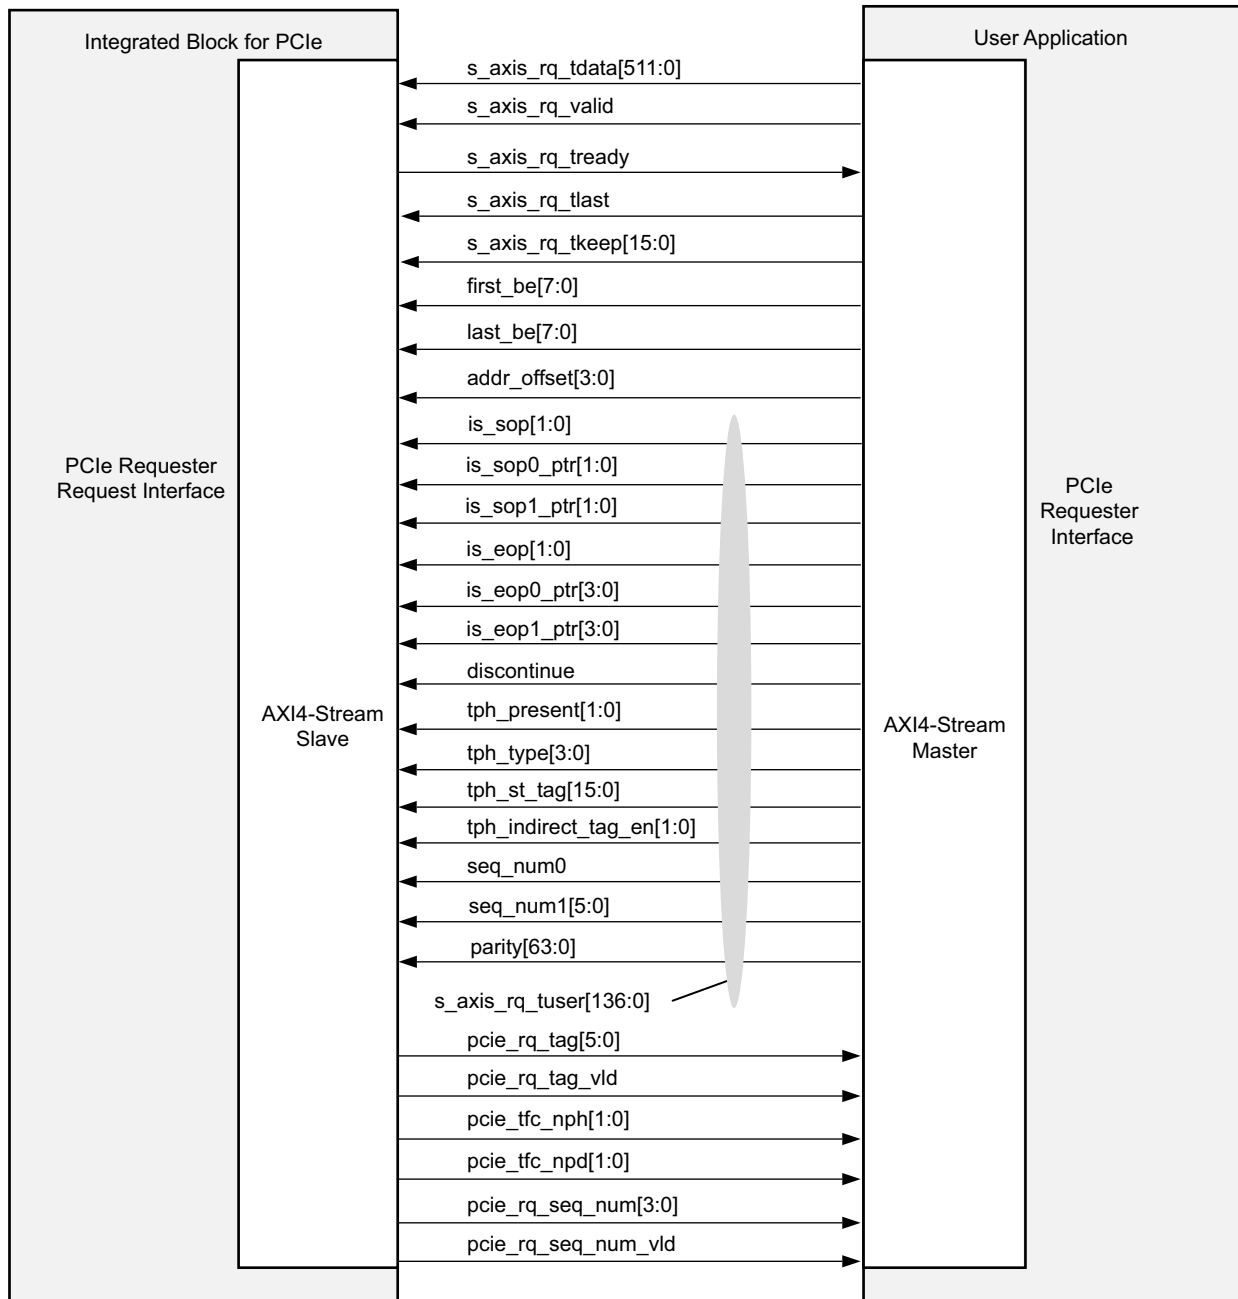 Integrated Block for PCIe
User Application
s_axis_rq_tdata[511:0]
s_axis_rq_valid
s_axis_rq_tready
s_axis_rq_tlast
s_axis_rq_tkeep[15:0]
first_be[7:0]
last_be[7:0]
addr_offset[3:0]
is_sop[1:0]
is_sop0_ptr[1:0]
is_sop1_ptr[1:0]
is_eop[1:0]
is_eop0_ptr[3:0]
is_eop1_ptr[3:0]
discontinue
tph_present[1:0]
tph_type[3:0]
tph_st_tag[15:0]
tph_indirect_tag_en[1:0]
seq_num0
seq_num1[5:0]
parity[63:0]
s_axis_rq_tuser[136:0]
pcie_rq_tag[5:0]
pcie_rq_tag_vld
pcie_tfc_nph[1:0]
pcie_tfc_npd[1:0]
pcie_rq_seq_num[3:0]
pcie_rq_seq_num_vld
PCIe Requester
Request Interface
AXI4-Stream
Slave
AXI4-Stream
Master
PCIe
Requester
Interface